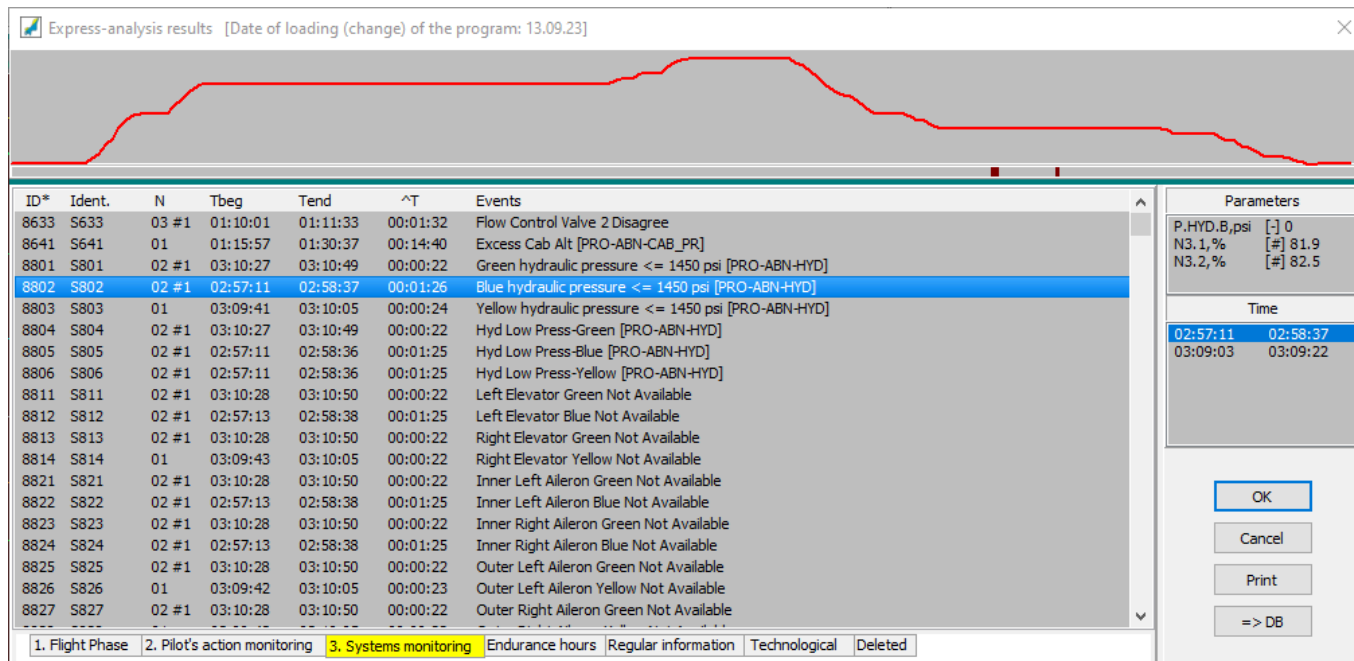 Express-analysis results [Date of loading (change) of the program: 13.09.23]
ID* Ident. N Tbeg Tend ^T Events
8633 S633 03 #1 01:10:01 01:11:33 00:01:32 Flow Control Valve 2 Disagree
8641 S641 01 01:15:57 01:30:37 00:14:40 Excess Cab Alt [PRO-ABN-CAB_PR]
8801 S801 02 #1 03:10:27 03:10:49 00:00:22 Green hydraulic pressure <= 1450 psi [PRO-ABN-HYD]
8802 S802 02 #1 02:57:11 02:58:37 00:01:26 Blue hydraulic pressure <= 1450 psi [PRO-ABN-HYD]
8803 S803 01 03:09:41 03:10:05 00:00:24 Yellow hydraulic pressure <= 1450 psi [PRO-ABN-HYD]
8804 S804 02 #1 03:10:27 03:10:49 00:00:22 Hyd Low Press-Green [PRO-ABN-HYD]
8805 S805 02 #1 02:57:11 02:58:36 00:01:25 Hyd Low Press-Blue [PRO-ABN-HYD]
8806 S806 02 #1 02:57:11 02:58:36 00:01:25 Hyd Low Press-Yellow [PRO-ABN-HYD]
8811 S811 02 #1 03:10:28 03:10:50 00:00:22 Left Elevator Green Not Available
8812 S812 02 #1 02:57:13 02:58:38 00:01:25 Left Elevator Blue Not Available
8813 S813 02 #1 03:10:28 03:10:50 00:00:22 Right Elevator Green Not Available
8814 S814 01 03:09:43 03:10:05 00:00:22 Right Elevator Yellow Not Available
8821 S821 02 #1 03:10:28 03:10:50 00:00:22 Inner Left Aileron Green Not Available
8822 S822 02 #1 02:57:13 02:58:38 00:01:25 Inner Left Aileron Blue Not Available
8823 S823 02 #1 03:10:28 03:10:50 00:00:22 Inner Right Aileron Green Not Available
8824 S824 02 #1 02:57:13 02:58:38 00:01:25 Inner Right Aileron Blue Not Available
8825 S825 02 #1 03:10:28 03:10:50 00:00:22 Outer Left Aileron Green Not Available
8826 S826 01 03:09:42 03:10:05 00:00:23 Outer Left Aileron Yellow Not Available
8827 S827 02 #1 03:10:28 03:10:50 00:00:22 Outer Right Aileron Green Not Available
1. Flight Phase 2. Pilot's action monitoring 3. Systems monitoring Endurance hours Regular information Technological Deleted
Parameters
P.HYD.B,psi [-] 0
N3.1,% [#] 81.9
N3.2,% [#] 82.5
Time
02:57:11 02:58:37
03:09:03 03:09:22
OK
Cancel
Print
=> DB